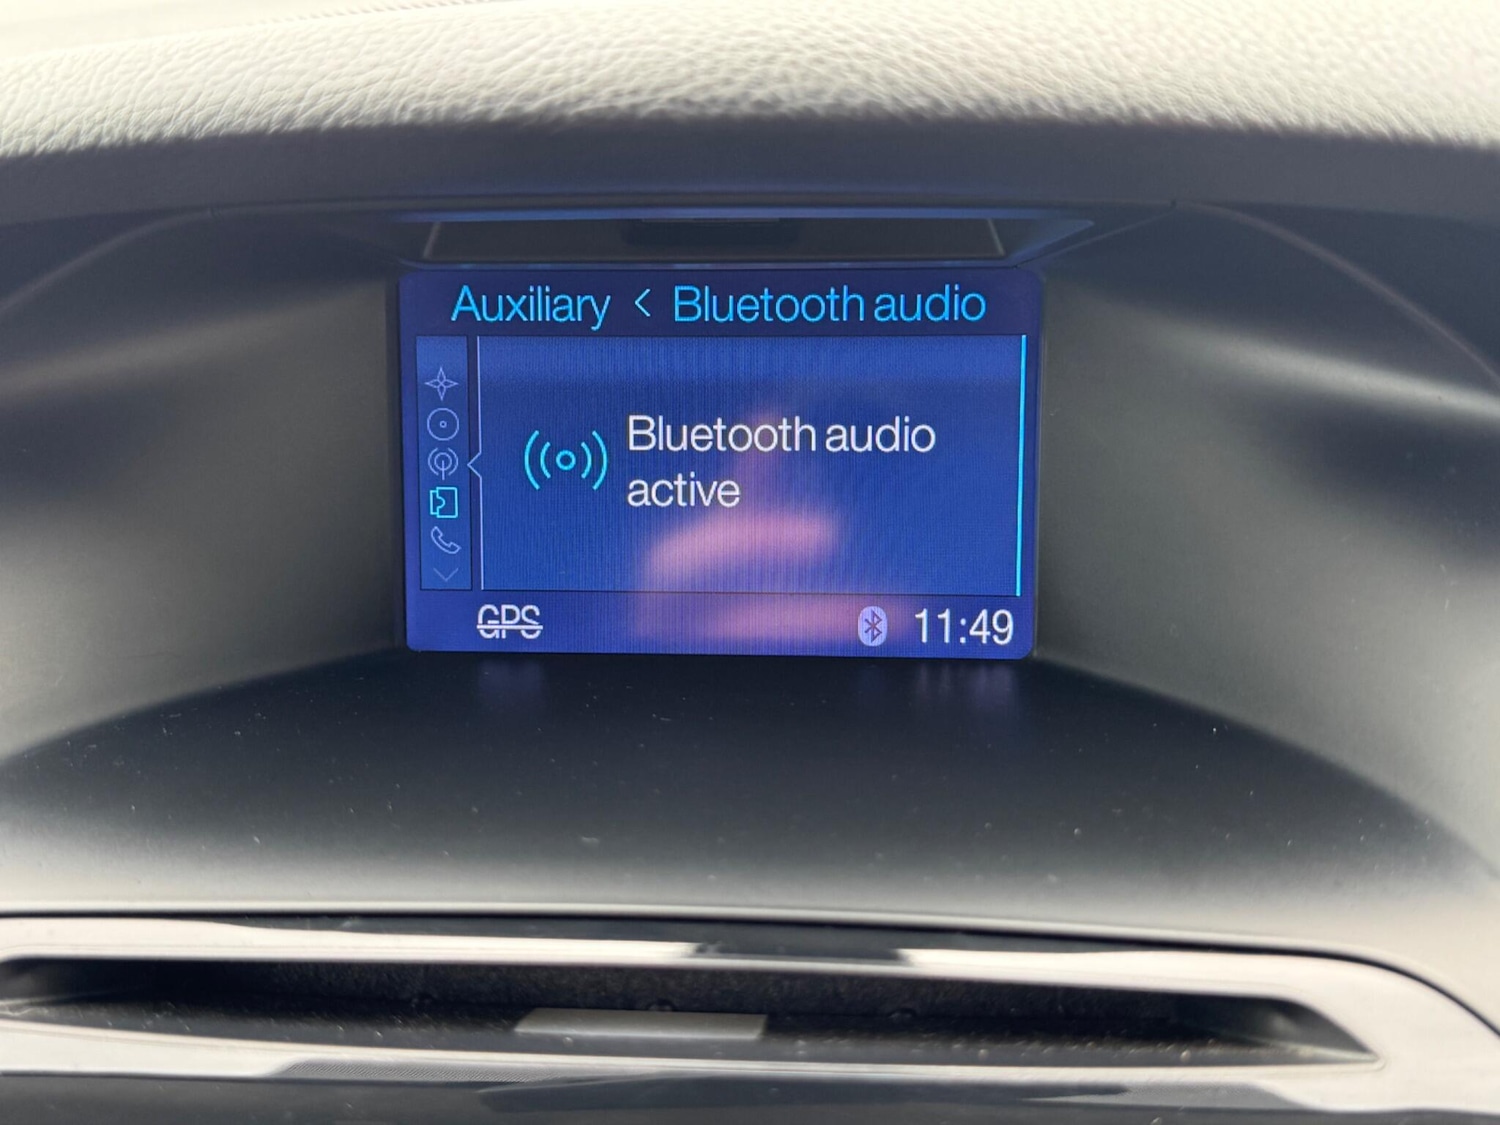 Auxiliary < Bluetooth audio
Bluetooth audio
active
GPS 11:49